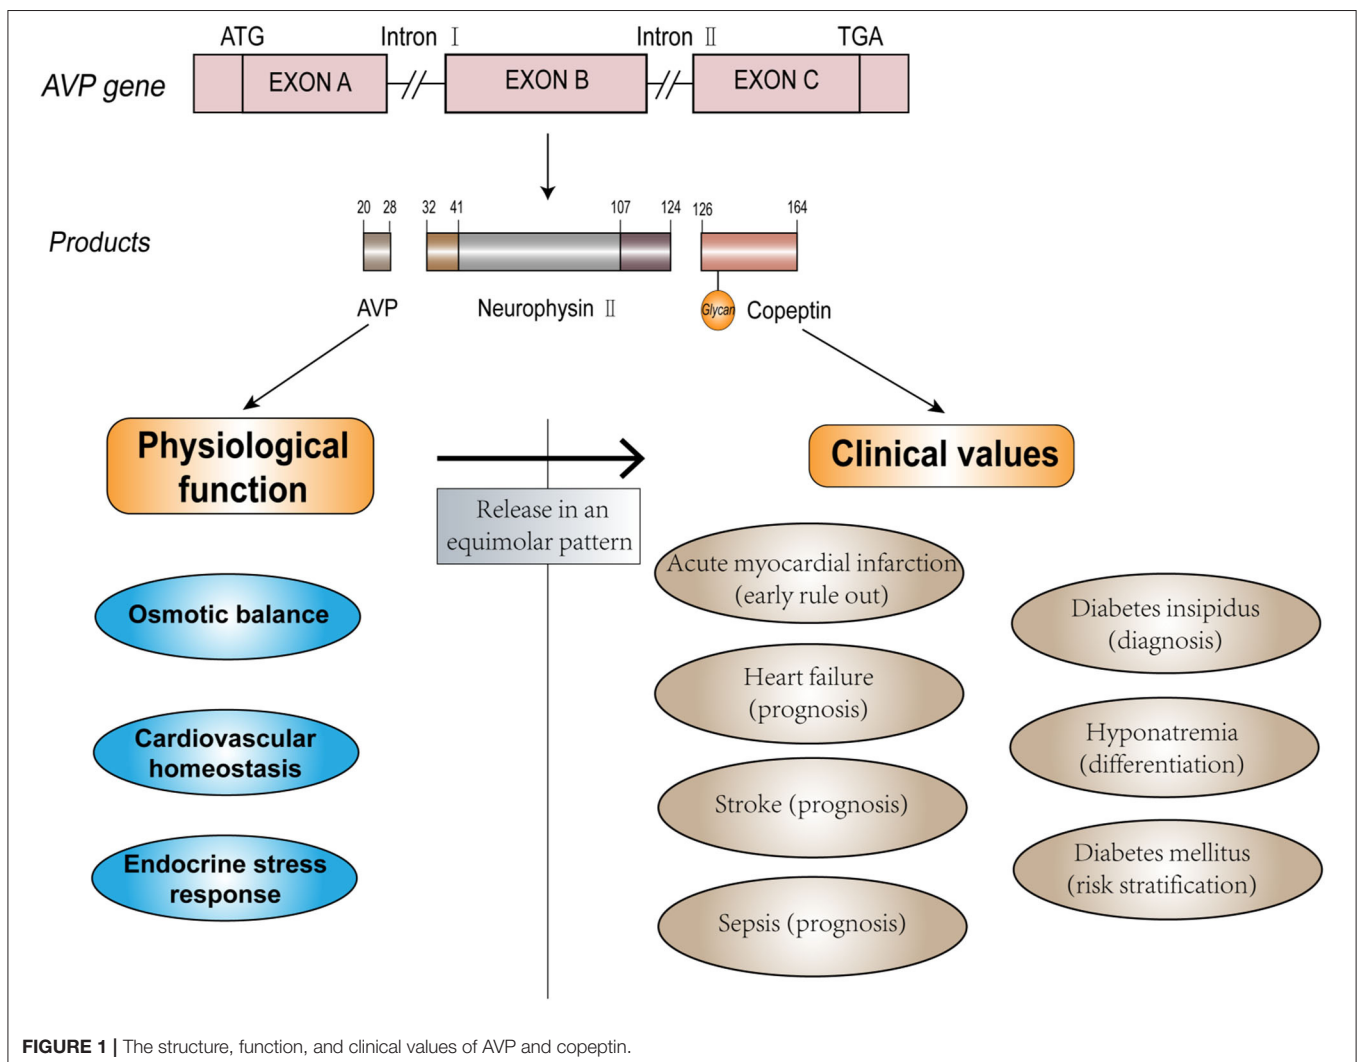 ATG Intron Ⅰ Intron Ⅱ TGA
AVP gene EXON A EXON B EXON C
20 28 32 41 107 124 126 164
Products
AVP Neurophysin Ⅱ Glycan Copeptin
Physiological
function
Clinical values
Release in an
equimolar pattern
Osmotic balance
Cardiovascular
homeostasis
Endocrine stress
response
Acute myocardial infarction
(early rule out)
Heart failure
(prognosis)
Stroke (prognosis)
Sepsis (prognosis)
Diabetes insipidus
(diagnosis)
Hyponatremia
(differentiation)
Diabetes mellitus
(risk stratification)
FIGURE 1 | The structure, function, and clinical values of AVP and copeptin.